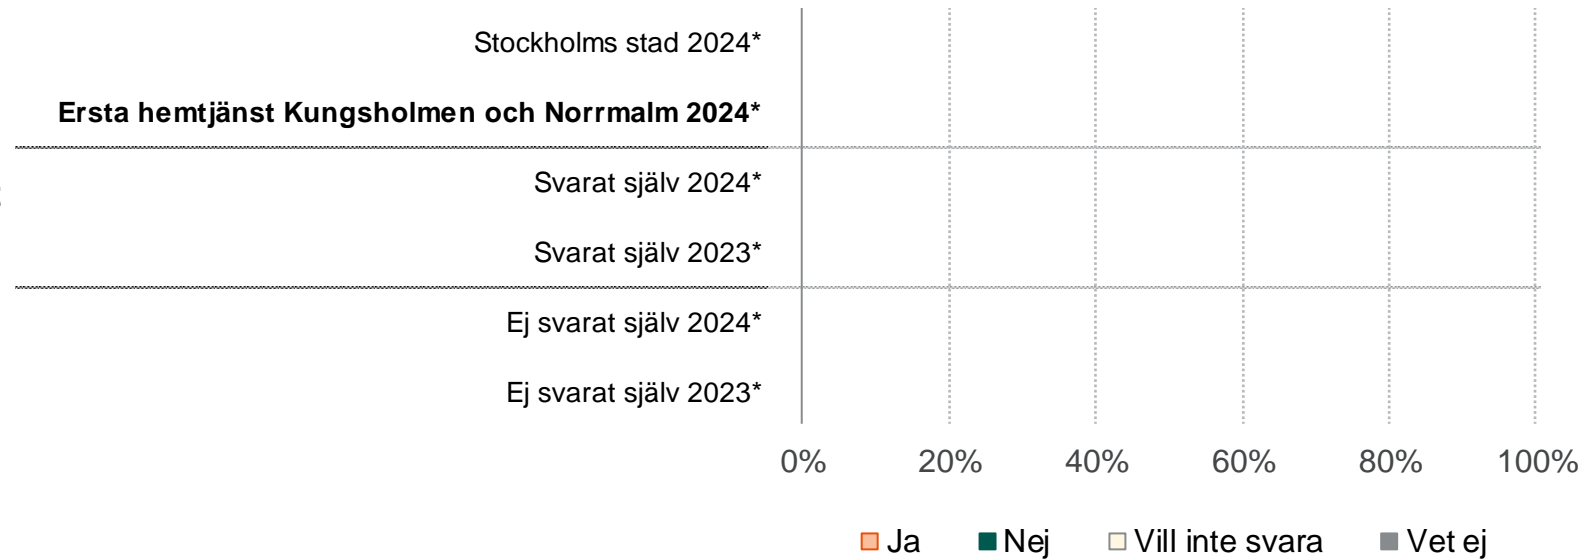 Stockholms stad 2024*
Ersta hemtjänst Kungsholmen och Norrmalm 2024*
Svarat själv 2024*
Svarat själv 2023*
Ej svarat själv 2024*
Ej svarat själv 2023*
0% 20% 40% 60% 80% 100%
Ja Nej Vill inte svara Vet ej